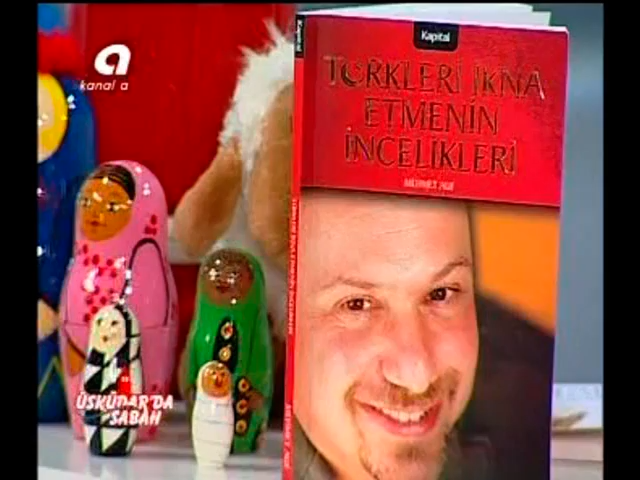 a
kanal a
Kapital
TÜRKLERİ İKNA
ETMENİN
İNCELİKLERİ
ÜSKÜDAR'DA
SABAH